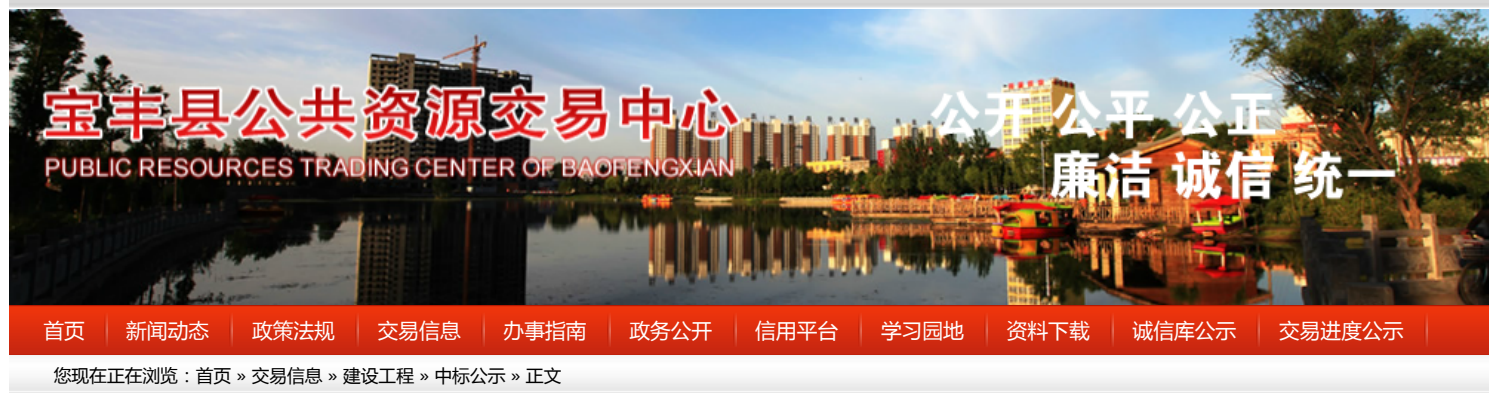 宝丰县公共资源交易中心
PUBLIC RESOURCES TRADING CENTER OF BAOFENGXIAN
公开 公平 公正
廉洁 诚信 统一
首页 新闻动态 政策法规 交易信息 办事指南 政务公开 信用平台 学习园地 资料下载 诚信库公示 交易进度公示
您现在正在浏览：首页 » 交易信息 » 建设工程 » 中标公示 » 正文